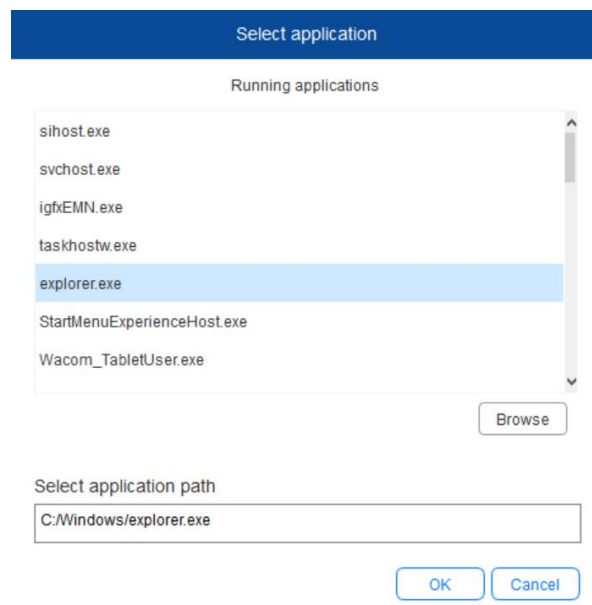 Select application
Running applications
sihost.exe
svchost.exe
igfxEMN.exe
taskhostw.exe
explorer.exe
StartMenuExperienceHost.exe
Wacom_TabletUser.exe
Browse
Select application path
C:/Windows/explorer.exe
OK Cancel